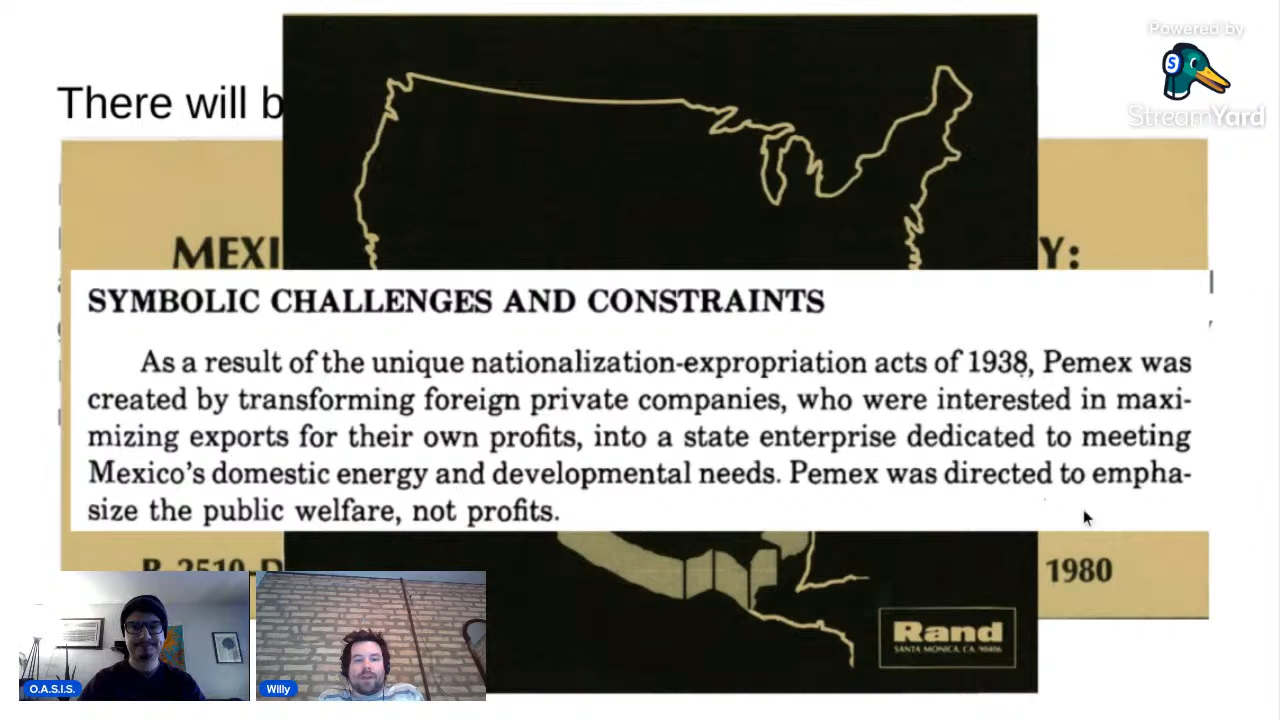 Powered by
StreamYard
There will b
MEXI
Y:
SYMBOLIC CHALLENGES AND CONSTRAINTS
As a result of the unique nationalization-expropriation acts of 1938, Pemex was
created by transforming foreign private companies, who were interested in maxi-
mizing exports for their own profits, into a state enterprise dedicated to meeting
Mexico's domestic energy and developmental needs. Pemex was directed to empha-
size the public welfare, not profits.
R-2510-D
1980
Rand
SANTA MONICA, CA. 90406
O.A.S.I.S.
Willy